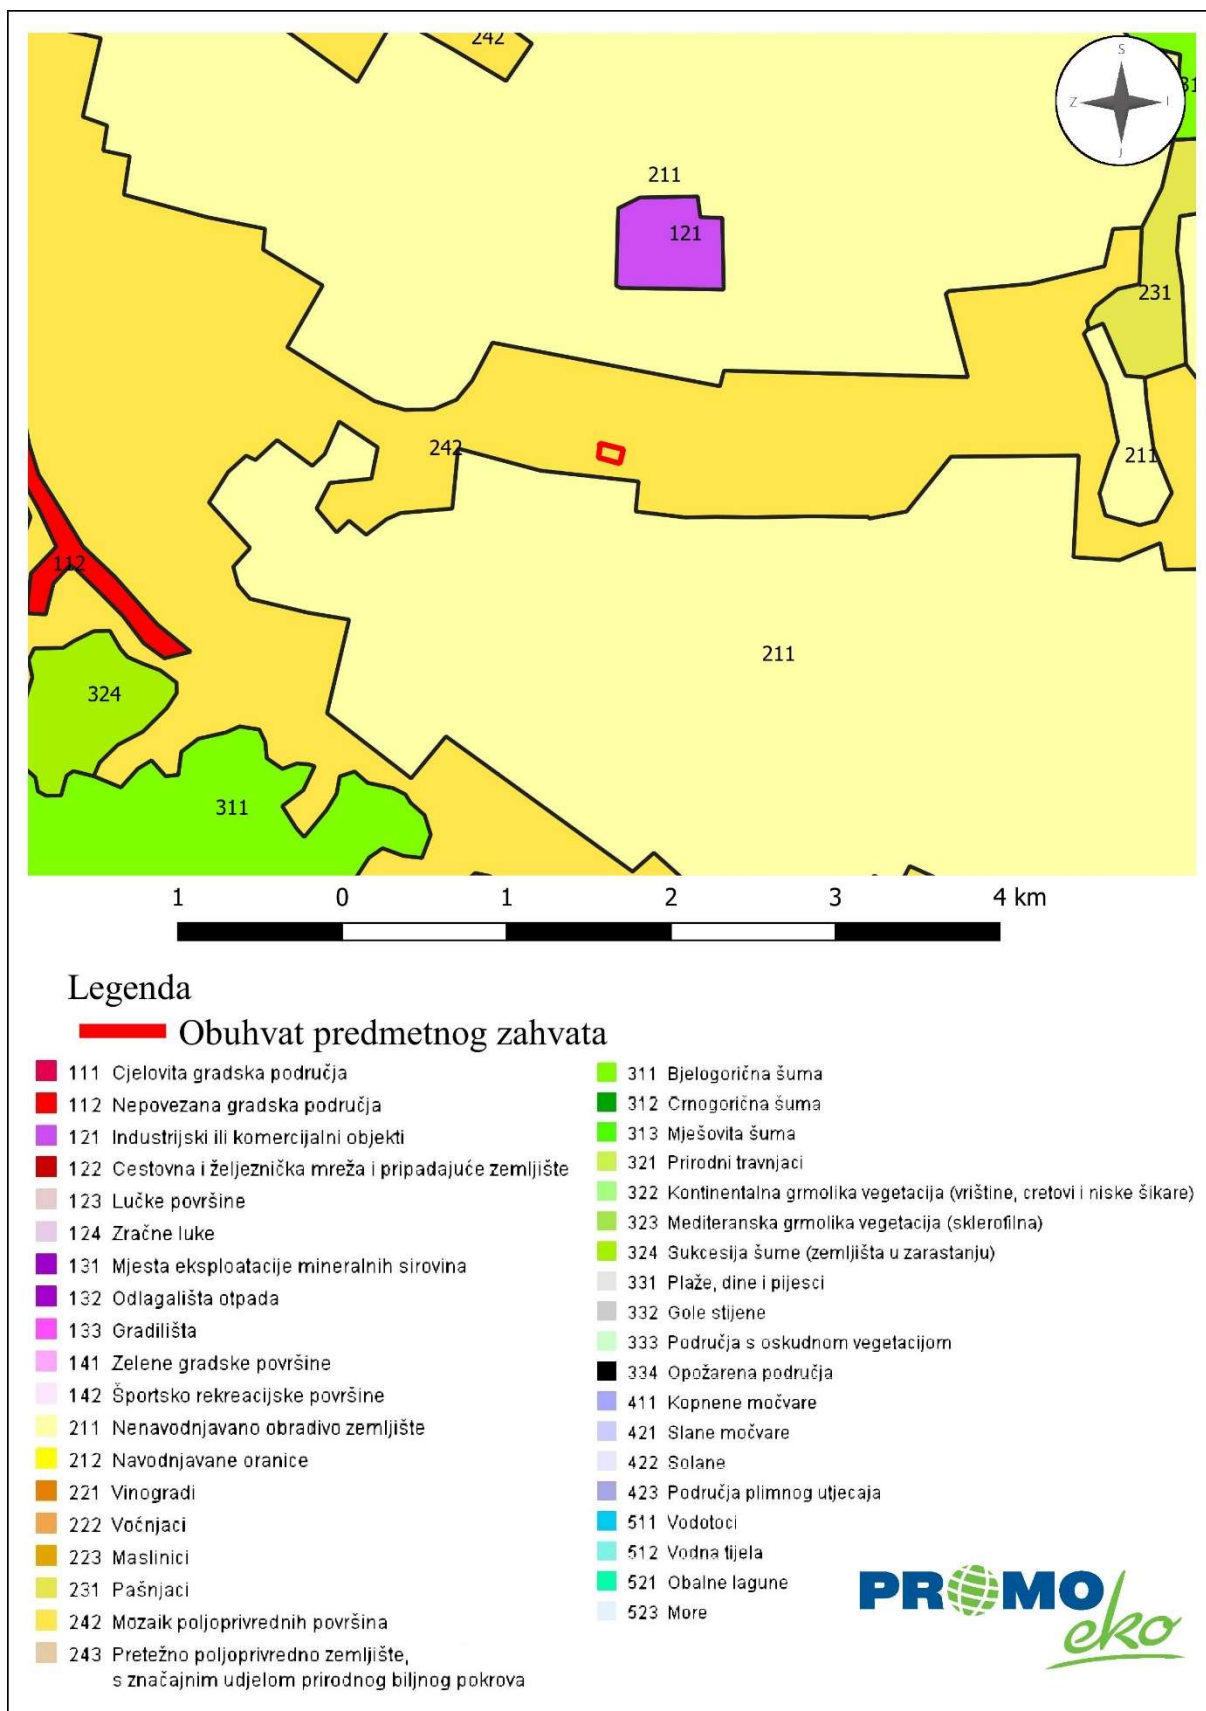 242
S
Z
I
J
31
211
121
231
242
211
112
211
324
311
1 0 1 2 3 4 km
Legenda
Obuhvat predmetnog zahvata
111 Cjelovita gradska područja
112 Nepovezana gradska područja
121 Industrijski ili komercijalni objekti
122 Cestovna i željeznička mreža i pripadajuće zemljište
123 Lučke površine
124 Zračne luke
131 Mjesta eksploatacije mineralnih sirovina
132 Odlagališta otpada
133 Gradilišta
141 Zelene gradske površine
142 Športsko rekreacijske površine
211 Nenavodnjavano obradivo zemljište
212 Navodnjavane oranice
221 Vinogradi
222 Voćnjaci
223 Maslinici
231 Pašnjaci
242 Mozaik poljoprivrednih površina
243 Pretežno poljoprivredno zemljište,
s značajnim udjelom prirodnog biljnog pokrova
311 Bjelogorična šuma
312 Crnogorična šuma
313 Mješovita šuma
321 Prirodni travnjaci
322 Kontinentalna grmolika vegetacija (vrištine, cretovi i niske šikare)
323 Mediteranska grmolika vegetacija (sklerofilna)
324 Sukcesija šume (zemljišta u zarastanju)
331 Plaže, dine i pijesci
332 Gole stijene
333 Područja s oskudnom vegetacijom
334 Opožarena područja
411 Kopnene močvare
421 Slane močvare
422 Solane
423 Područja plimnog utjecaja
511 Vodotoci
512 Vodna tijela
521 Obalne lagune
523 More
PROMO
eko